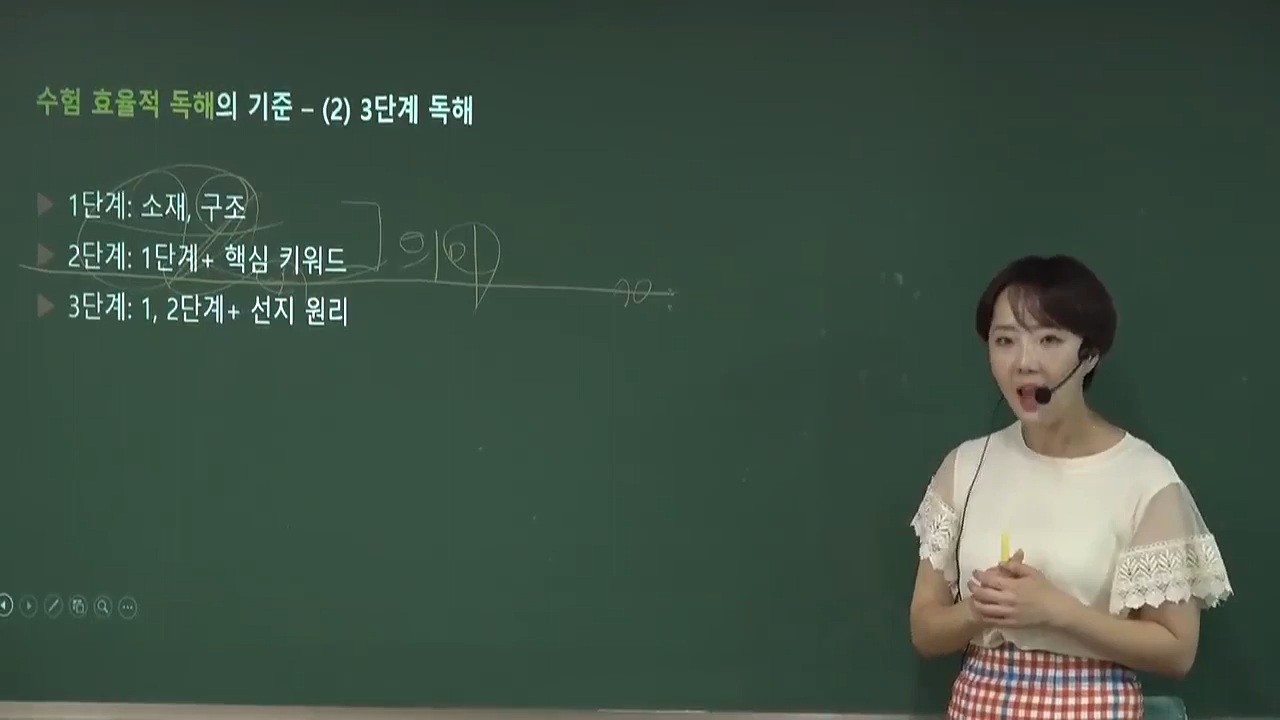 수험 효율적 독해의 기준 – (2) 3단계 독해
1단계: 소재, 구조
2단계: 1단계+ 핵심 키워드
의미
90
3단계: 1, 2단계+ 선지 원리